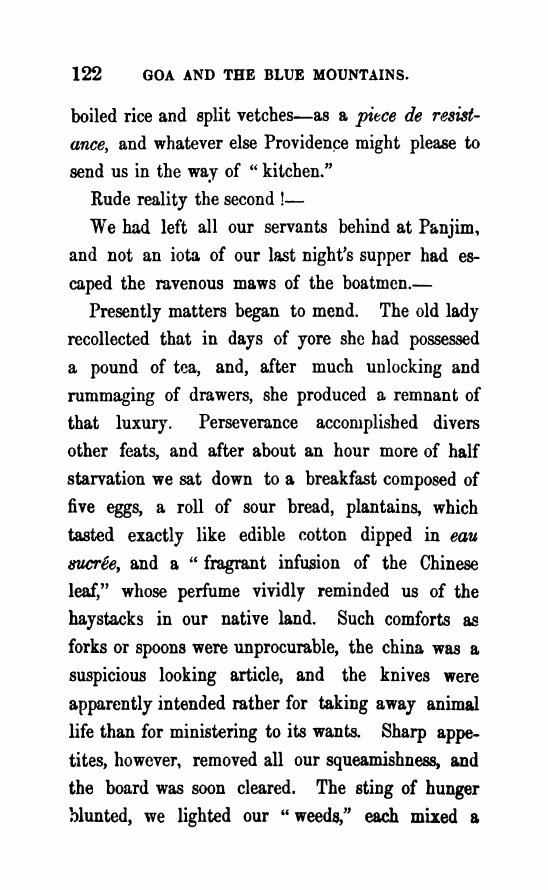 122 GOA AND THE BLUE MOUNTAINS.
boiled rice and split vetches—as a piece de resist-
ance, and whatever else Providence might please to
send us in the way of “ kitchen.”
Rude reality the second !—
We had left all our servants behind at Panjim,
and not an iota of our last night's supper had es-
caped the ravenous maws of the boatmen.—
Presently matters began to mend. The old lady
recollected that in days of yore she had possessed
a pound of tea, and, after much unlocking and
rummaging of drawers, she produced a remnant of
that luxury. Perseverance accomplished divers
other feats, and after about an hour more of half
starvation we sat down to a breakfast composed of
five eggs, a roll of sour bread, plantains, which
tasted exactly like edible cotton dipped in eau
sucrée, and a “ fragrant infusion of the Chinese
leaf,” whose perfume vividly reminded us of the
haystacks in our native land. Such comforts as
forks or spoons were unprocurable, the china was a
suspicious looking article, and the knives were
apparently intended rather for taking away animal
life than for ministering to its wants. Sharp appe-
tites, however, removed all our squeamishness, and
the board was soon cleared. The sting of hunger
blunted, we lighted our “ weeds,” each mixed a